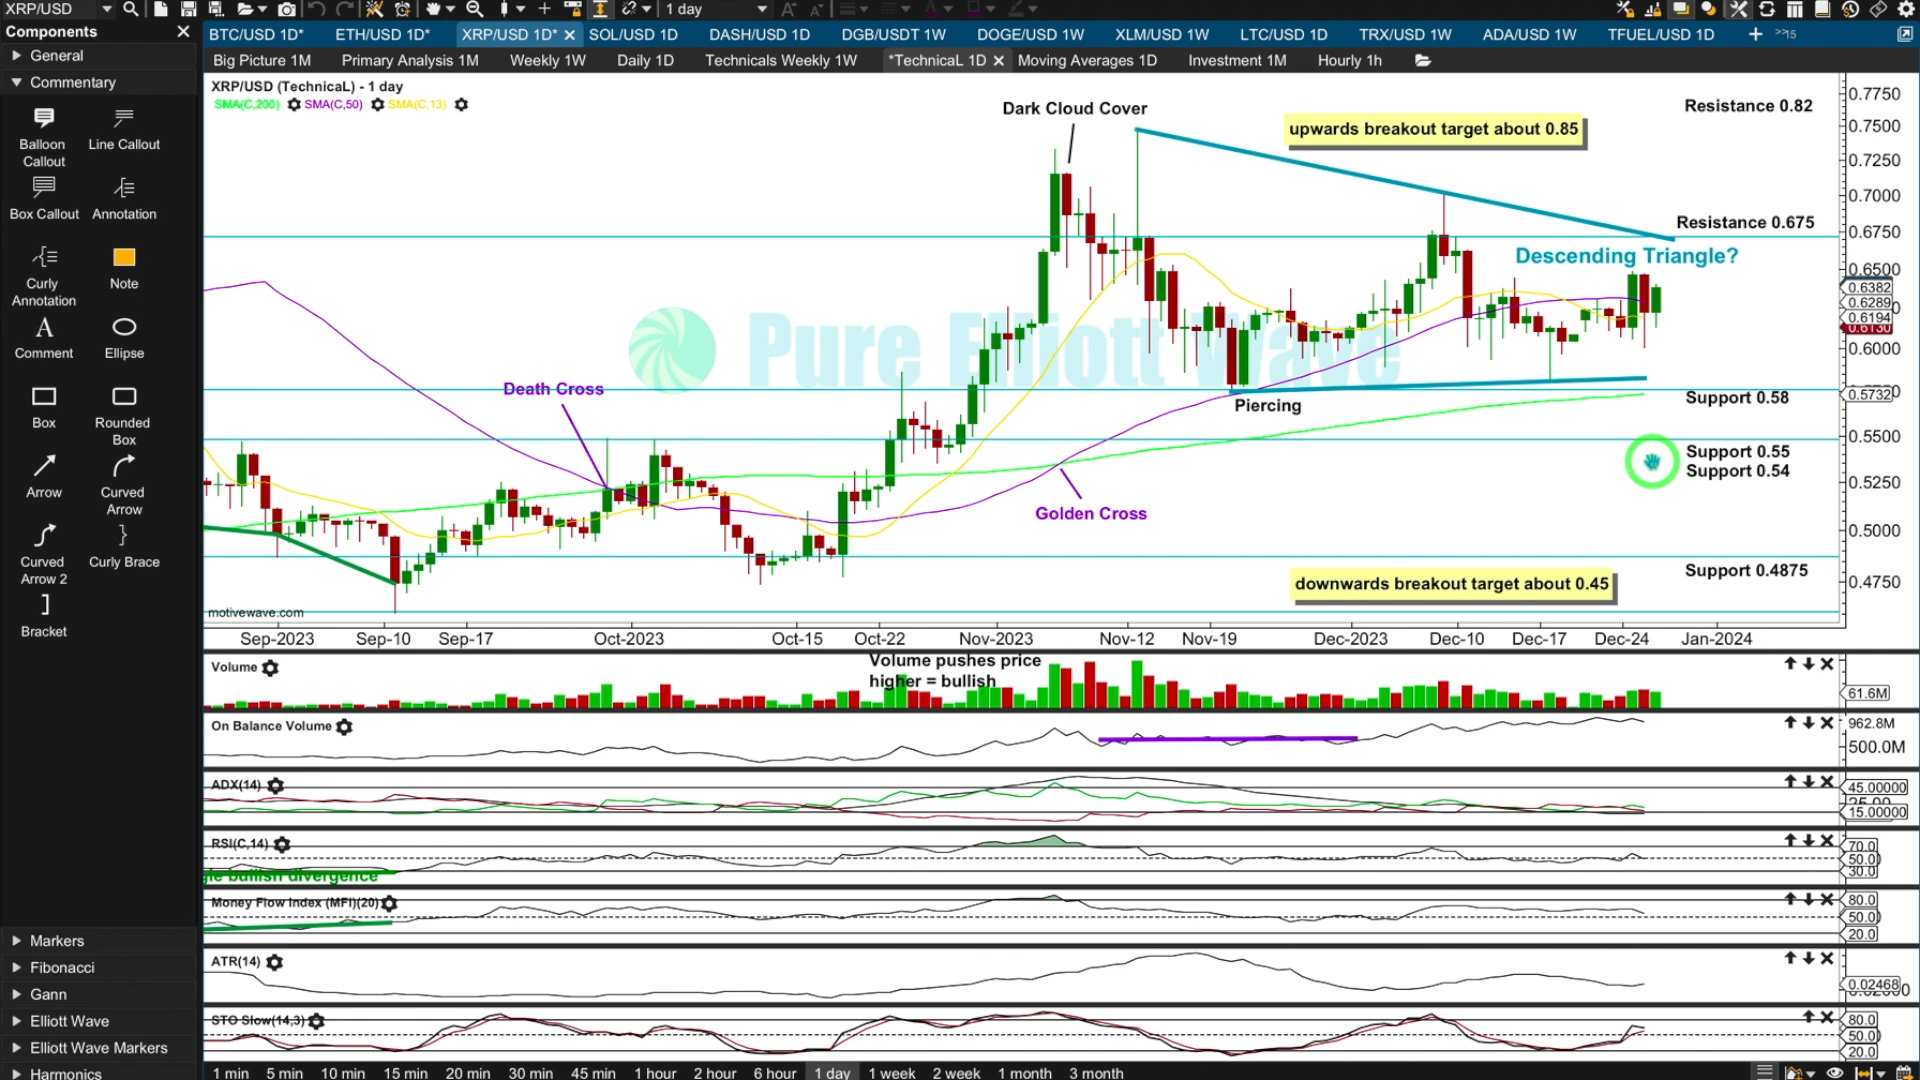 XRP/USD
1 day
Components
General
Commentary
Balloon Callout
Line Callout
Box Callout
Annotation
Curly Annotation
Note
Comment
Ellipse
Box
Rounded Box
Arrow
Curved Arrow
Curved Arrow 2
Curly Brace
Bracket
Markers
Fibonacci
Gann
Elliott Wave
Elliott Wave Markers
Harmonics
BTC/USD 1D* ETH/USD 1D* XRP/USD 1D* SOL/USD 1D DASH/USD 1D DGB/USDT 1W DOGE/USD 1W XLM/USD 1W LTC/USD 1D TRX/USD 1W ADA/USD 1W TFUEL/USD 1D
15
Big Picture 1M Primary Analysis 1M Weekly 1W Daily 1D Technicals Weekly 1W *TechnicaL 1D Moving Averages 1D Investment 1M Hourly 1h
XRP/USD (TechnicaL) - 1 day
SMA(C,200) SMA(C,50) SMA(C,13)
Dark Cloud Cover
upwards breakout target about 0.85
Resistance 0.82
Resistance 0.675
Descending Triangle?
Pure Elliott Wave
Death Cross
Piercing
Support 0.58
Support 0.55
Support 0.54
Golden Cross
Support 0.4875
downwards breakout target about 0.45
motivewave.com
0.7750
0.7500
0.7250
0.7000
0.6750
0.6500
0.6382
0.6289
0.6194
0.6130
0.6000
0.5732
0.5500
0.5250
0.5000
0.4750
Sep-2023 Sep-10 Sep-17 Oct-2023 Oct-15 Oct-22 Nov-2023 Nov-12 Nov-19 Dec-2023 Dec-10 Dec-17 Dec-24 Jan-2024
Volume
Volume pushes price
higher = bullish
61.6M
On Balance Volume
962.8M
500.0M
ADX(14)
45.00000
15.00000
RSI(C,14)
70.0
50.0
30.0
bullish divergence
Money Flow Index (MFI)(20)
80.0
50.0
20.0
ATR(14)
0.02468
STO Slow(14,3)
80.0
50.0
20.0
1 min 5 min 10 min 15 min 20 min 30 min 45 min 1 hour 2 hour 6 hour 1 day 1 week 2 week 1 month 3 month